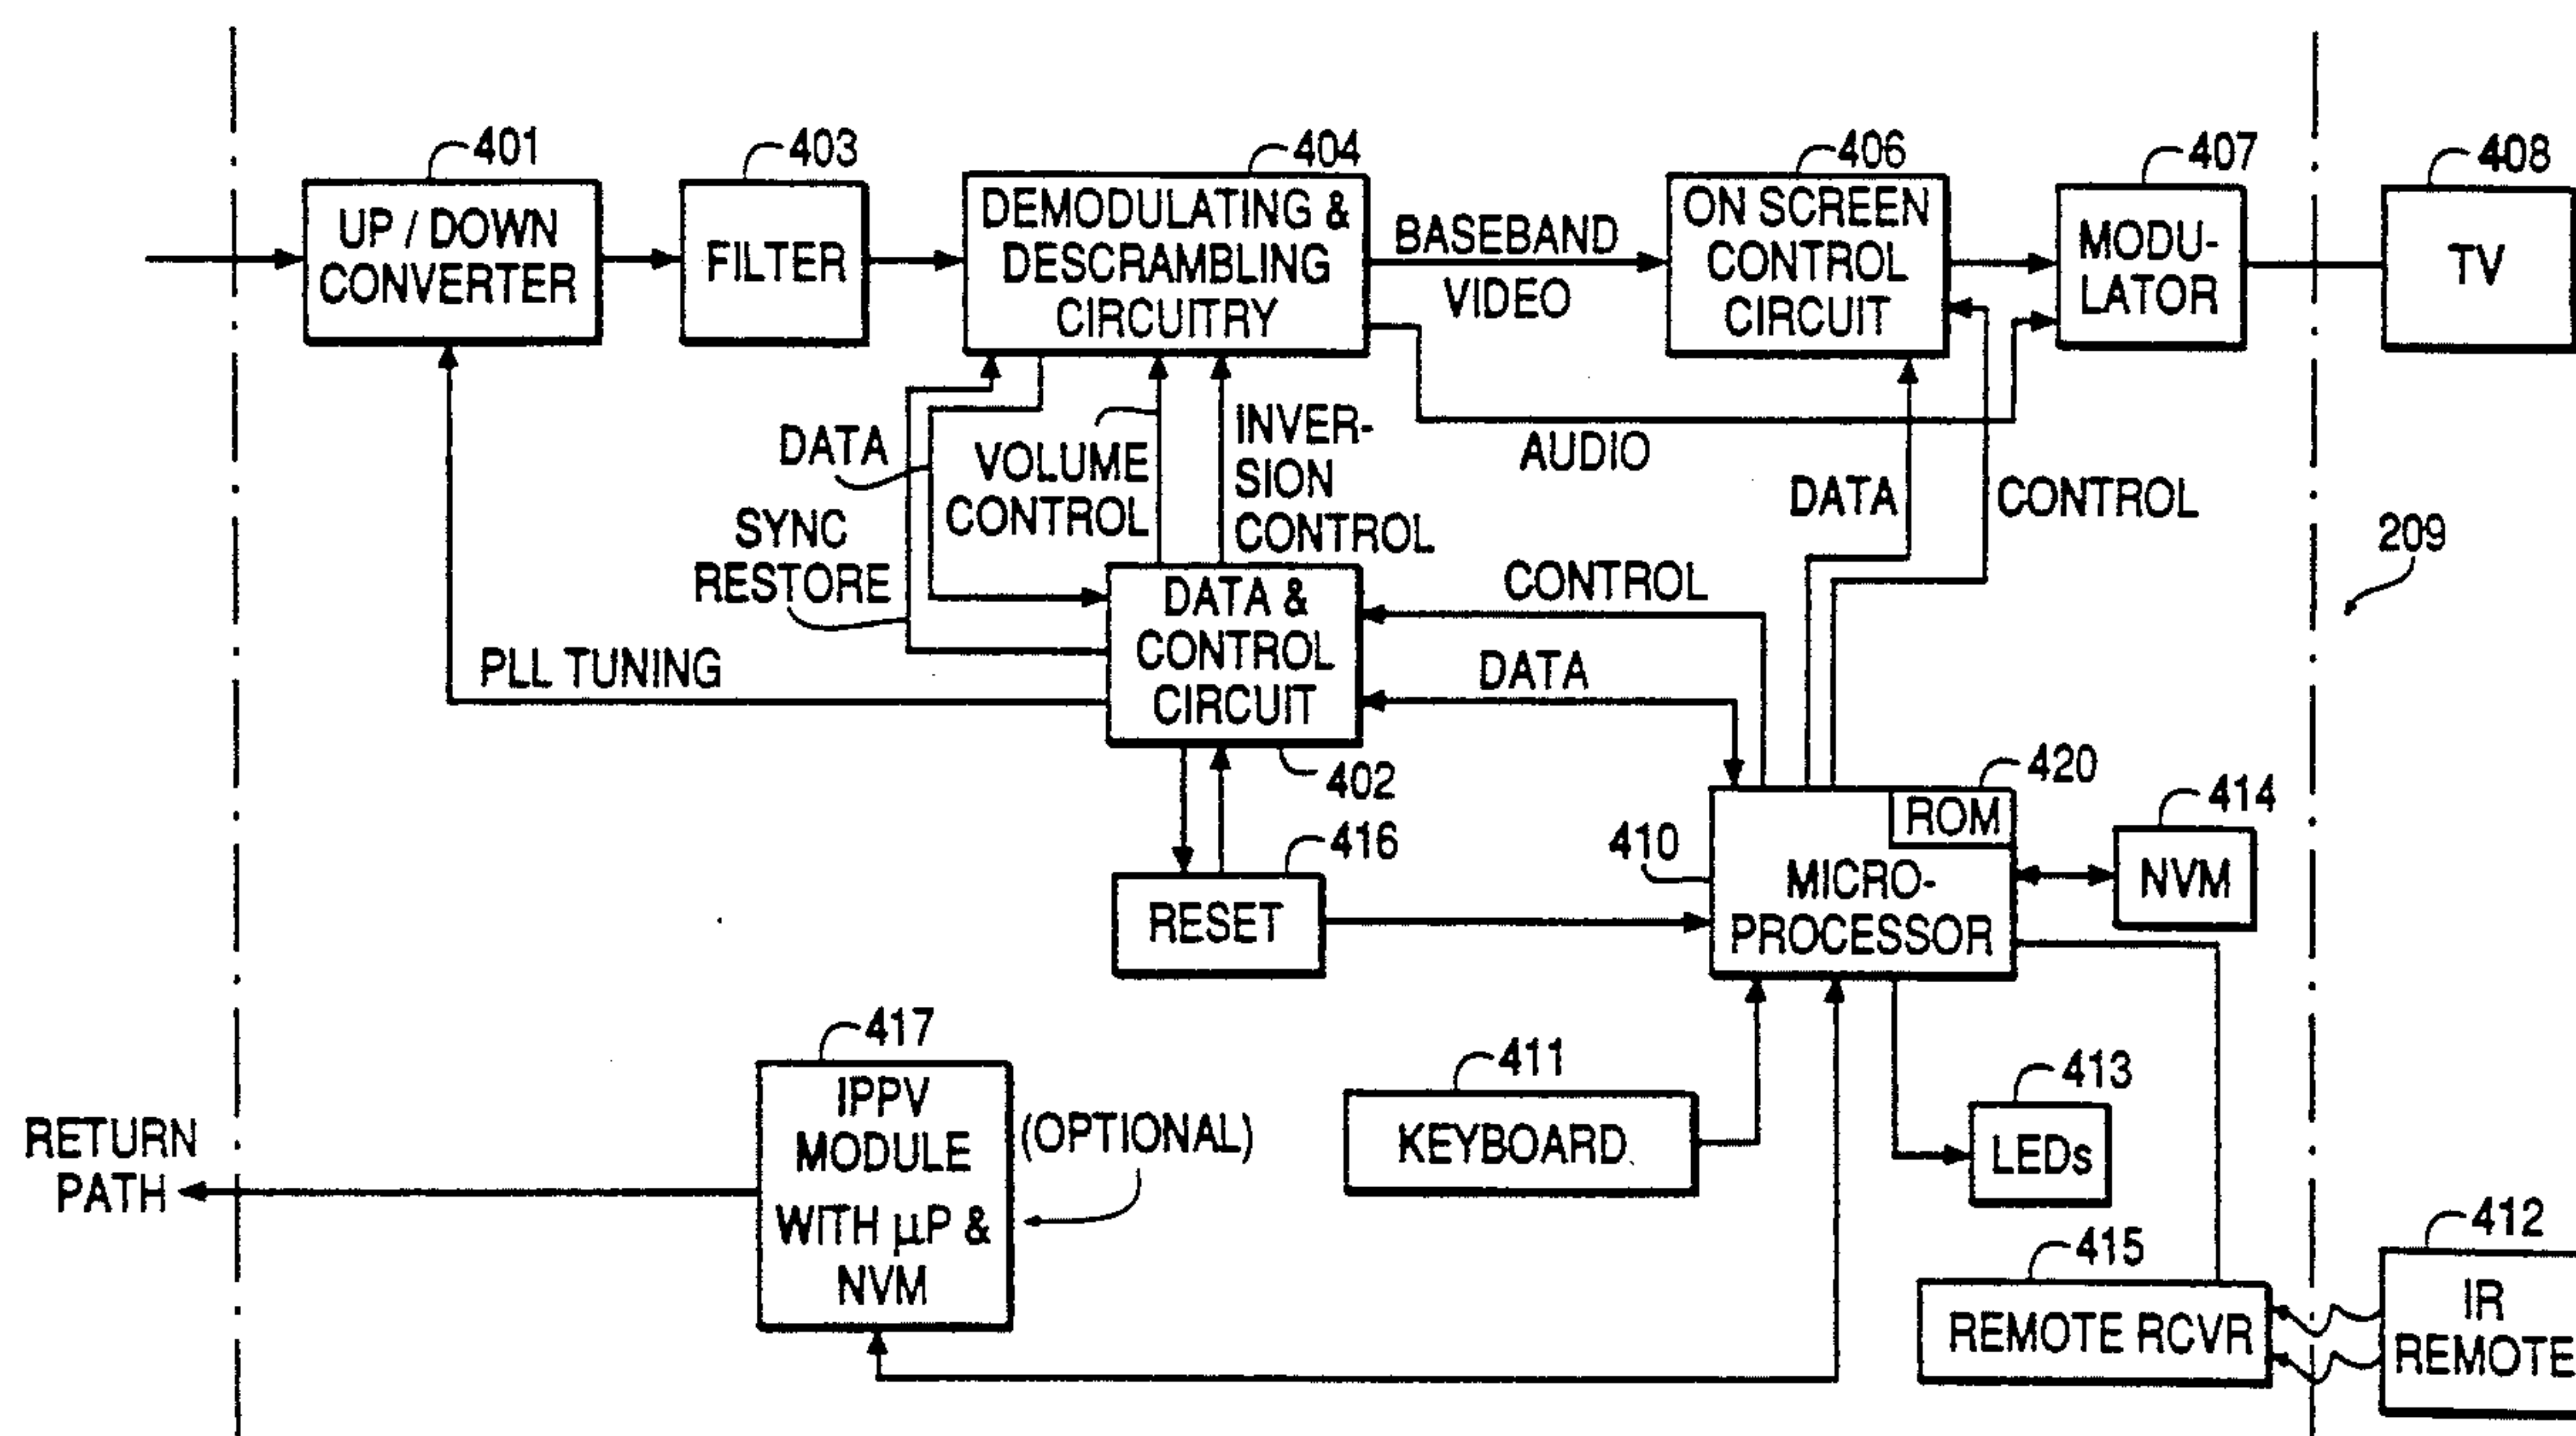 401
403
404
406
407
408
UP / DOWN
CONVERTER
FILTER
DEMODULATING &
DESCRAMBLING
CIRCUITRY
BASEBAND
VIDEO
ON SCREEN
CONTROL
CIRCUIT
MODU-
LATOR
TV
DATA
VOLUME
CONTROL
INVER-
SION
CONTROL
AUDIO
DATA
CONTROL
SYNC
RESTORE
209
PLL TUNING
DATA &
CONTROL
CIRCUIT
CONTROL
DATA
402
420
414
416
410
ROM
MICRO-
PROCESSOR
NVM
RESET
417
411
413
RETURN
PATH
IPPV
MODULE
WITH µP &
NVM
(OPTIONAL)
KEYBOARD
LEDs
415
412
REMOTE RCVR
IR
REMOTE